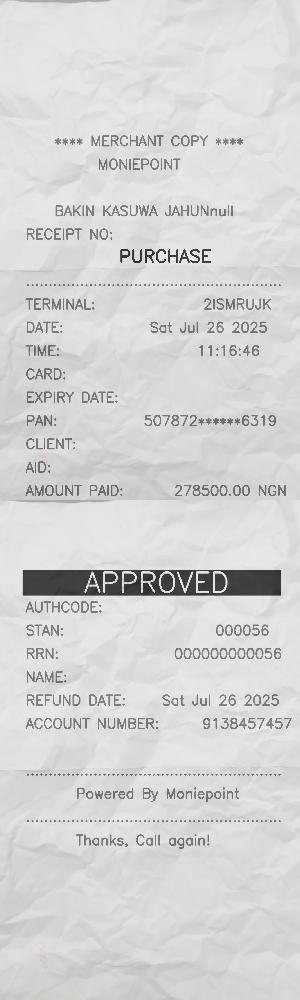 **** MERCHANT COPY ****
MONIEPOINT
BAKIN KASUWA JAHUNnull
RECEIPT NO:
PURCHASE
TERMINAL: 2ISMRUJK
DATE: Sat Jul 26 2025
TIME: 11:16:46
CARD:
EXPIRY DATE:
PAN: 507872******6319
CLIENT:
AID:
AMOUNT PAID: 278500.00 NGN
APPROVED
AUTHCODE:
STAN: 000056
RRN: 000000000056
NAME:
REFUND DATE: Sat Jul 26 2025
ACCOUNT NUMBER: 9138457457
Powered By Moniepoint
Thanks, Call again!